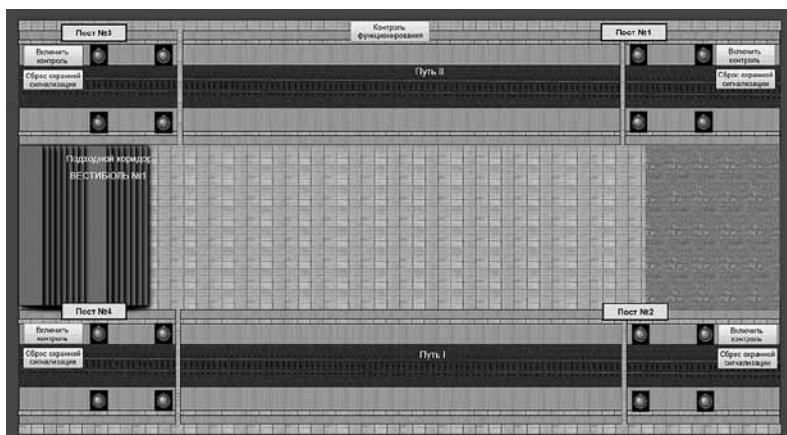 Контроль
функционирования
Пост №3
Пост №1
Включить
контроль
Включить
контроль
Путь II
Сброс охранной
сигнализации
Сброс охранной
сигнализации
Подходной коридор
ВЕСТИБЮЛЬ №1
Пост №4
Пост №2
Включить
контроль
Включить
контроль
Путь I
Сброс охранной
сигнализации
Сброс охранной
сигнализации